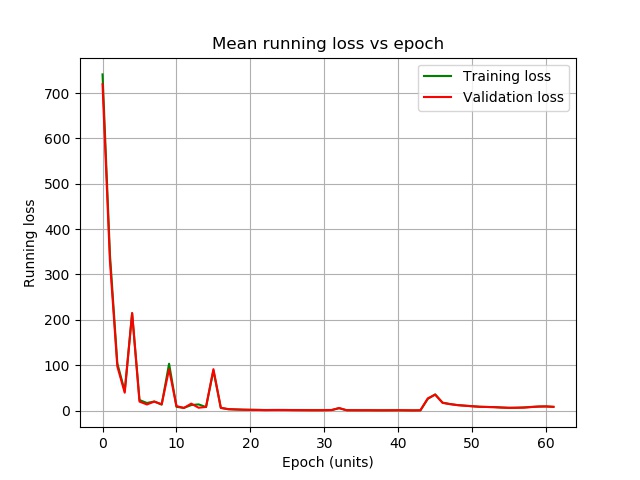 Mean running loss vs epoch
Training loss
Validation loss
700
600
500
400
300
200
100
0
Running loss
0 10 20 30 40 50 60
Epoch (units)